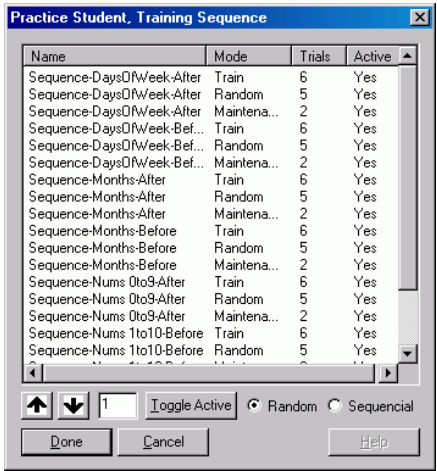 Practice Student, Training Sequence
Name Mode Trials Active
Sequence-DaysOfWeek-After Train 6 Yes
Sequence-DaysOfWeek-After Random 5 Yes
Sequence-DaysOfWeek-After Maintena... 2 Yes
Sequence-DaysOfWeek-Bef... Train 6 Yes
Sequence-DaysOfWeek-Bef... Random 5 Yes
Sequence-DaysOfWeek-Bef... Maintena... 2 Yes
Sequence-Months-After Train 6 Yes
Sequence-Months-After Random 5 Yes
Sequence-Months-After Maintena... 2 Yes
Sequence-Months-Before Train 6 Yes
Sequence-Months-Before Random 5 Yes
Sequence-Months-Before Maintena... 2 Yes
Sequence-Nums 0to9-After Train 6 Yes
Sequence-Nums 0to9-After Random 5 Yes
Sequence-Nums 0to9-After Maintena... 2 Yes
Sequence-Nums 1to10-Before Train 6 Yes
Sequence-Nums 1to10-Before Random 5 Yes
1 Toggle Active Random Sequencial
Done Cancel Help